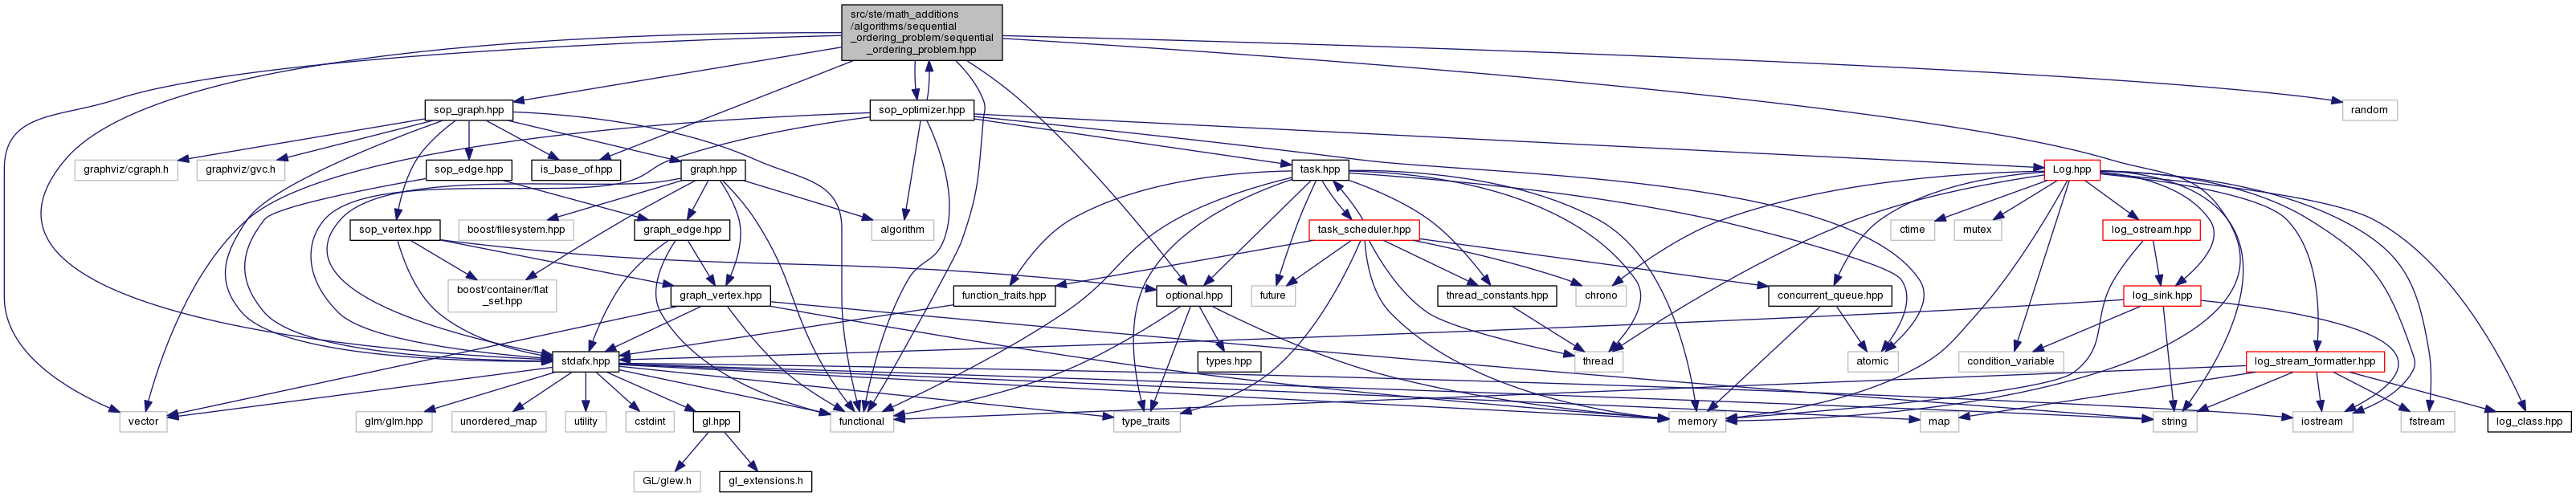 src/ste/math_additions
/algorithms/sequential
_ordering_problem/sequential
_ordering_problem.hpp
sop_graph.hpp
sop_optimizer.hpp
random
graphviz/cgraph.h
graphviz/gvc.h
sop_edge.hpp
is_base_of.hpp
graph.hpp
task.hpp
Log.hpp
sop_vertex.hpp
boost/filesystem.hpp
graph_edge.hpp
algorithm
task_scheduler.hpp
ctime
mutex
log_ostream.hpp
boost/container/flat
_set.hpp
graph_vertex.hpp
function_traits.hpp
optional.hpp
future
thread_constants.hpp
chrono
concurrent_queue.hpp
log_sink.hpp
stdafx.hpp
types.hpp
thread
atomic
condition_variable
log_stream_formatter.hpp
vector
glm/glm.hpp
unordered_map
utility
cstdint
gl.hpp
functional
type_traits
memory
map
string
iostream
fstream
log_class.hpp
GL/glew.h
gl_extensions.h